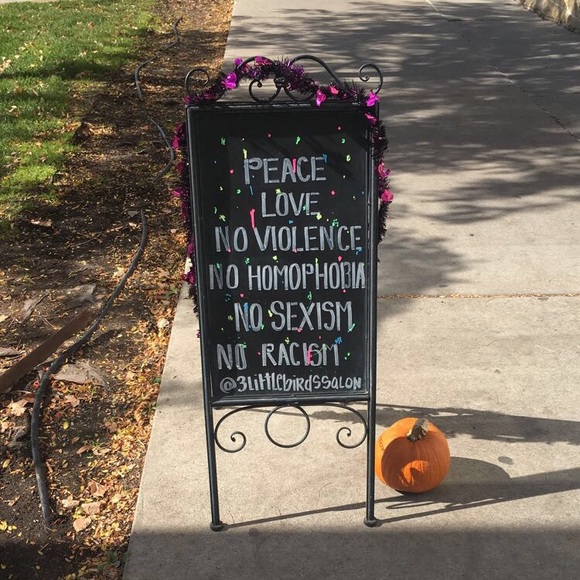 PEACE
LOVE
NO VIOLENCE
NO HOMOPHOBIA
NO SEXISM
NO RACISM
@3LittLEbiRdSSALON